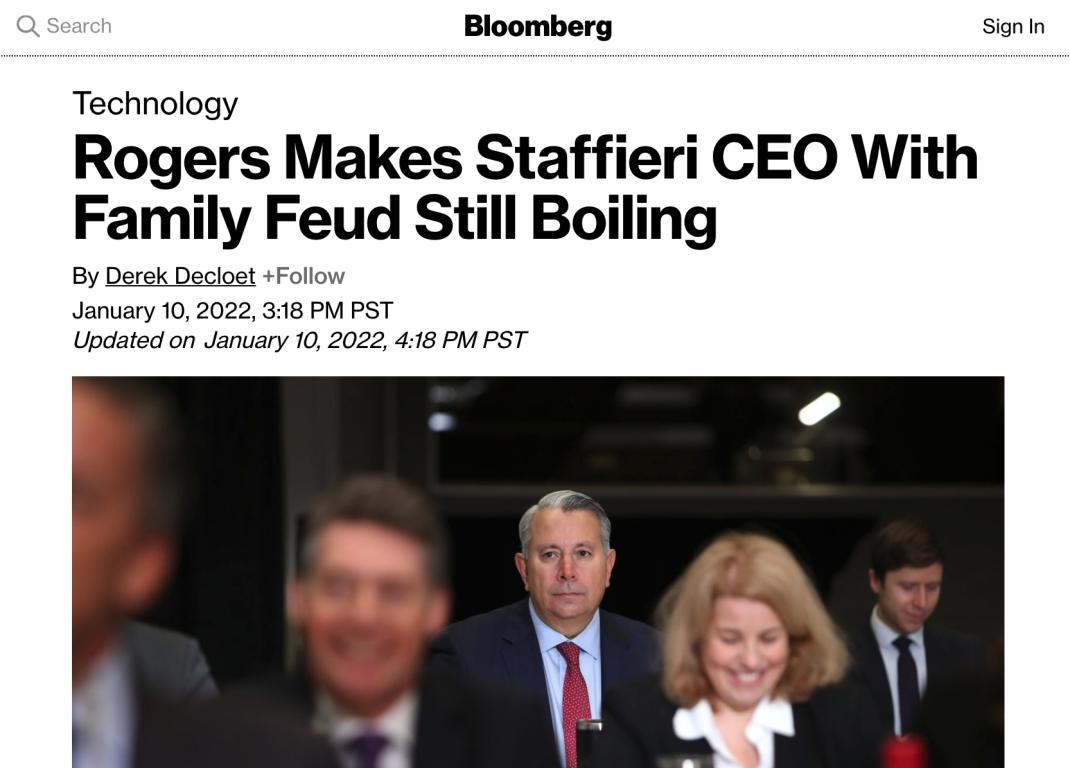 Search
Bloomberg
Sign In
Technology
Rogers Makes Staffieri CEO With
Family Feud Still Boiling
By Derek Decloet +Follow
January 10, 2022, 3:18 PM PST
Updated on January 10, 2022, 4:18 PM PST